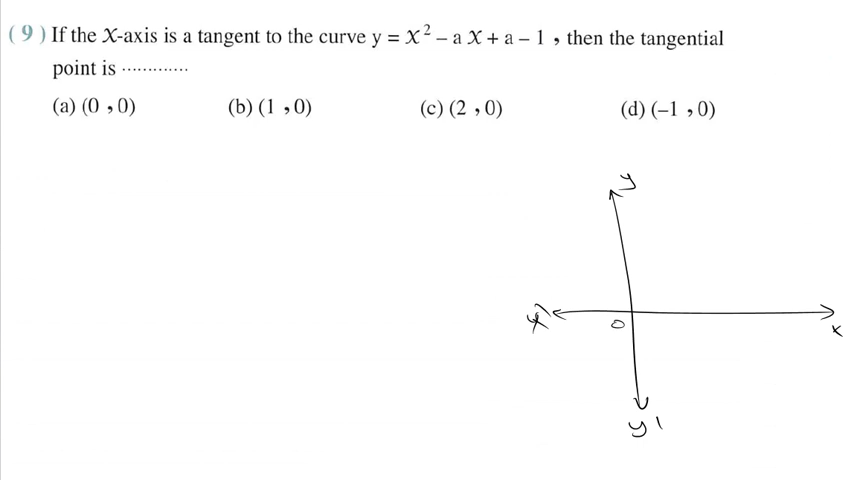 ( 9 ) If the X-axis is a tangent to the curve y = X² – a X + a – 1 , then the tangential
point is ·············
(a) (0 , 0) (b) (1 , 0) (c) (2 , 0) (d) (–1 , 0)
y
0
x
y'